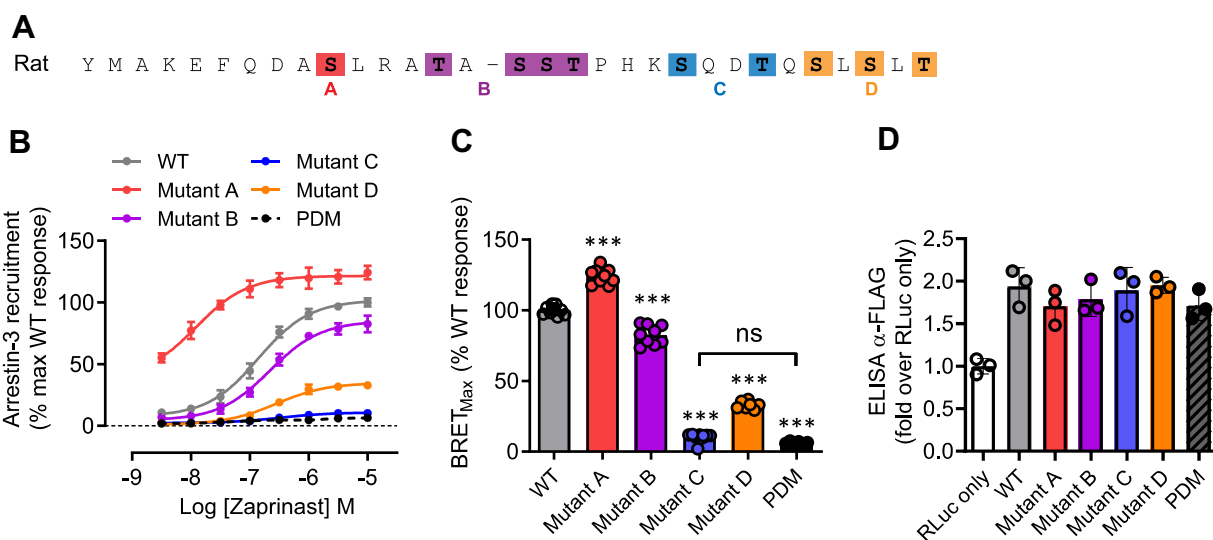 A
Rat Y M A K E F Q D A S L R A T A – S S T P H K S Q D T Q S L S L T
A B C D
B
WT Mutant C
Mutant A Mutant D
Mutant B PDM
Arrestin-3 recruitment
(% max WT response)
150
100
50
0
-9 -8 -7 -6 -5
Log [Zaprinast] M
C
BRETMax (% WT response)
150
100
50
0
***
***
***
***
***
ns
WT Mutant A Mutant B Mutant C Mutant D PDM
D
ELISA α-FLAG
(fold over RLuc only)
2.5
2.0
1.5
1.0
0.5
0.0
RLuc only WT Mutant A Mutant B Mutant C Mutant D PDM